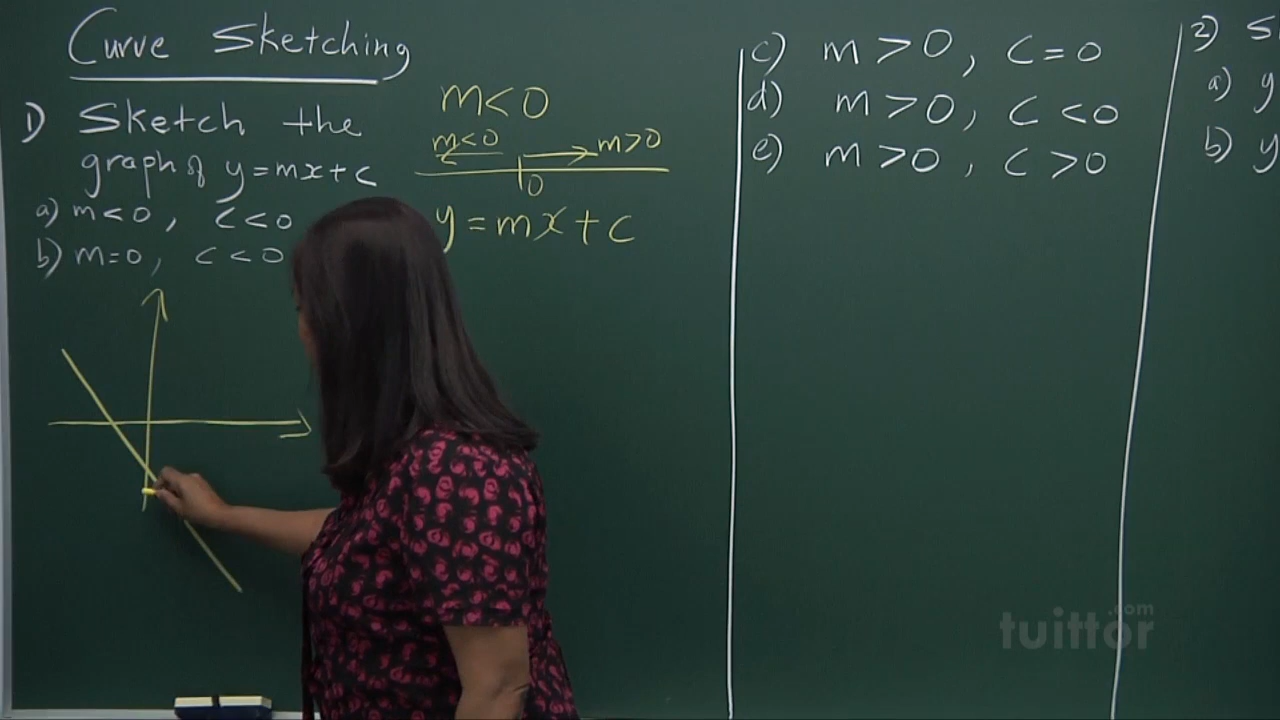 Curve Sketching
1) Sketch the
graph of y=mx+c
a) m<0, c<0
b) m=0, c<0
m<0
m<0 m>0
0
y=mx+c
c) m>0, c=0
d) m>0, c<0
e) m>0, c>0
2)
a) y
b) y
tuittor.com